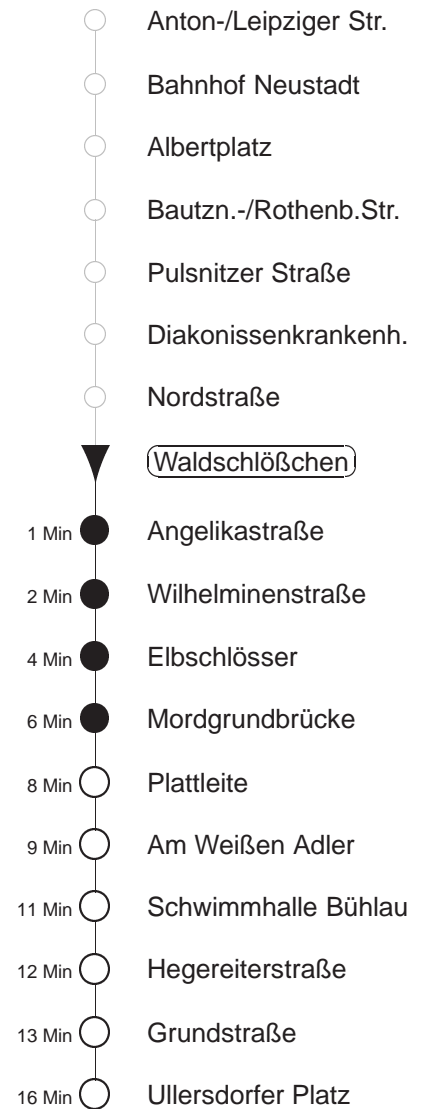 Anton-/Leipziger Str.
Bahnhof Neustadt
Albertplatz
Bautzn.-/Rothenb.Str.
Pulsnitzer Straße
Diakonissenkrankenh.
Nordstraße
Waldschlößchen
1 Min Angelikastraße
2 Min Wilhelminenstraße
4 Min Elbschlösser
6 Min Mordgrundbrücke
8 Min Plattleite
9 Min Am Weißen Adler
11 Min Schwimmhalle Bühlau
12 Min Hegereiterstraße
13 Min Grundstraße
16 Min Ullersdorfer Platz